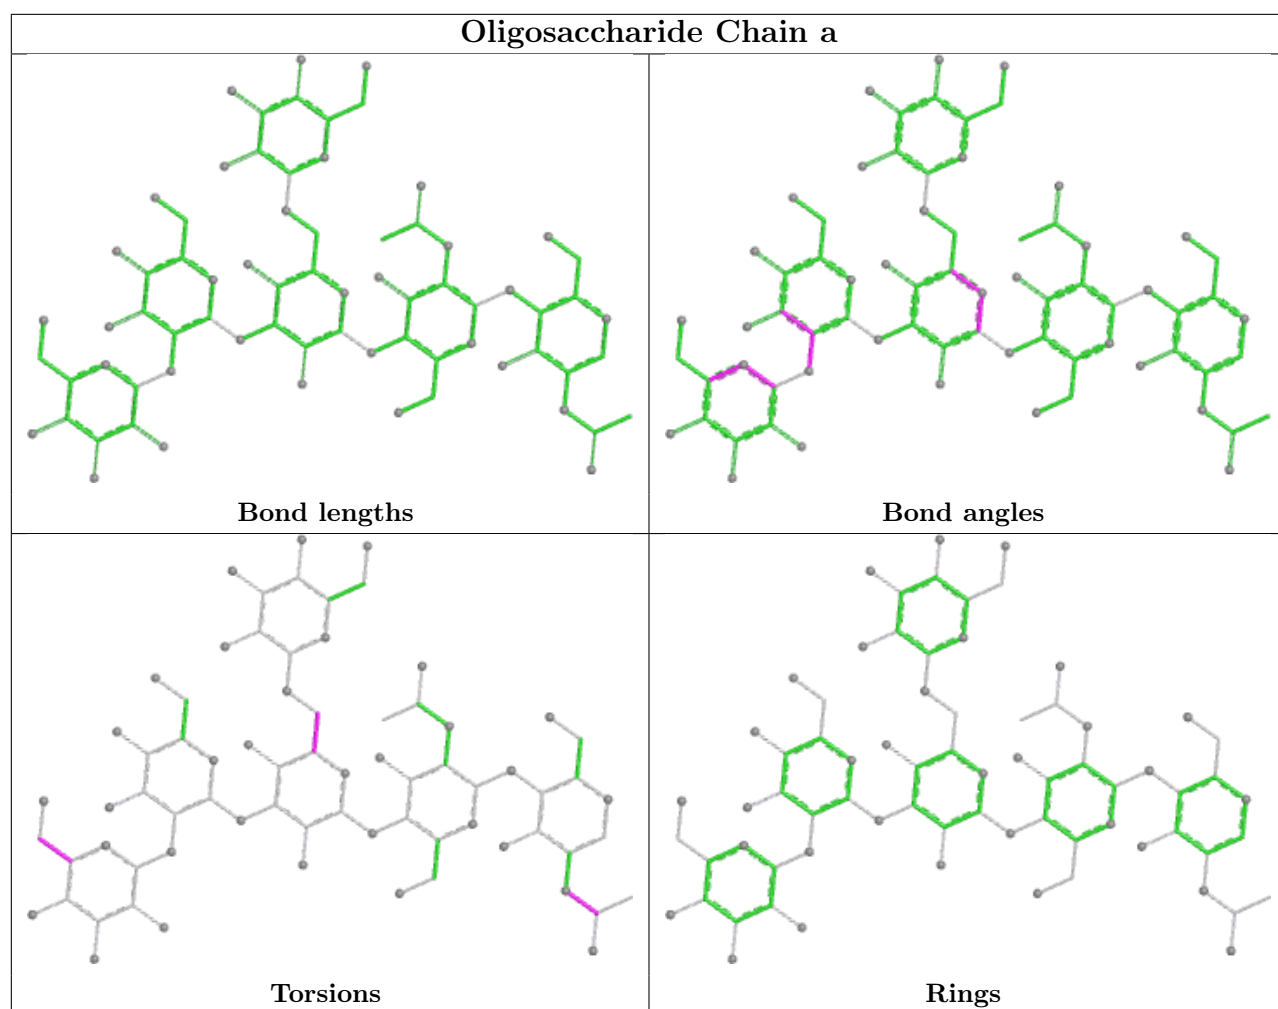 Oligosaccharide Chain a
Bond lengths
Bond angles
Torsions
Rings